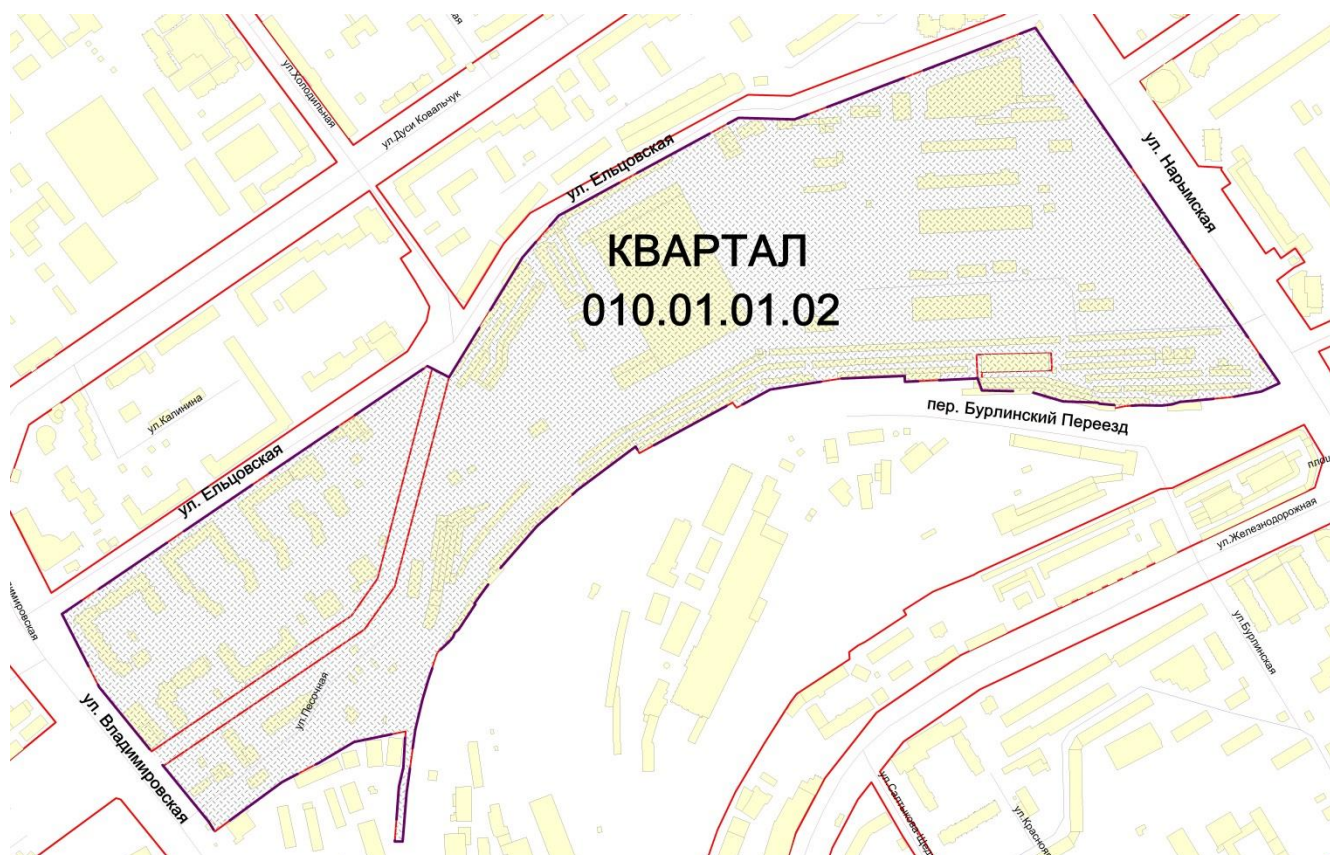 ул.Холодильная
ул.Дуси Ковальчук
ул. Ельцовская
ул. Нарымская
КВАРТАЛ
010.01.01.02
пер. Бурлинский Переезд
ул.Калинина
ул. Ельцовская
ул.Железнодорожная
ул.Бурлинская
ул.Песочная
ул. Владимировская